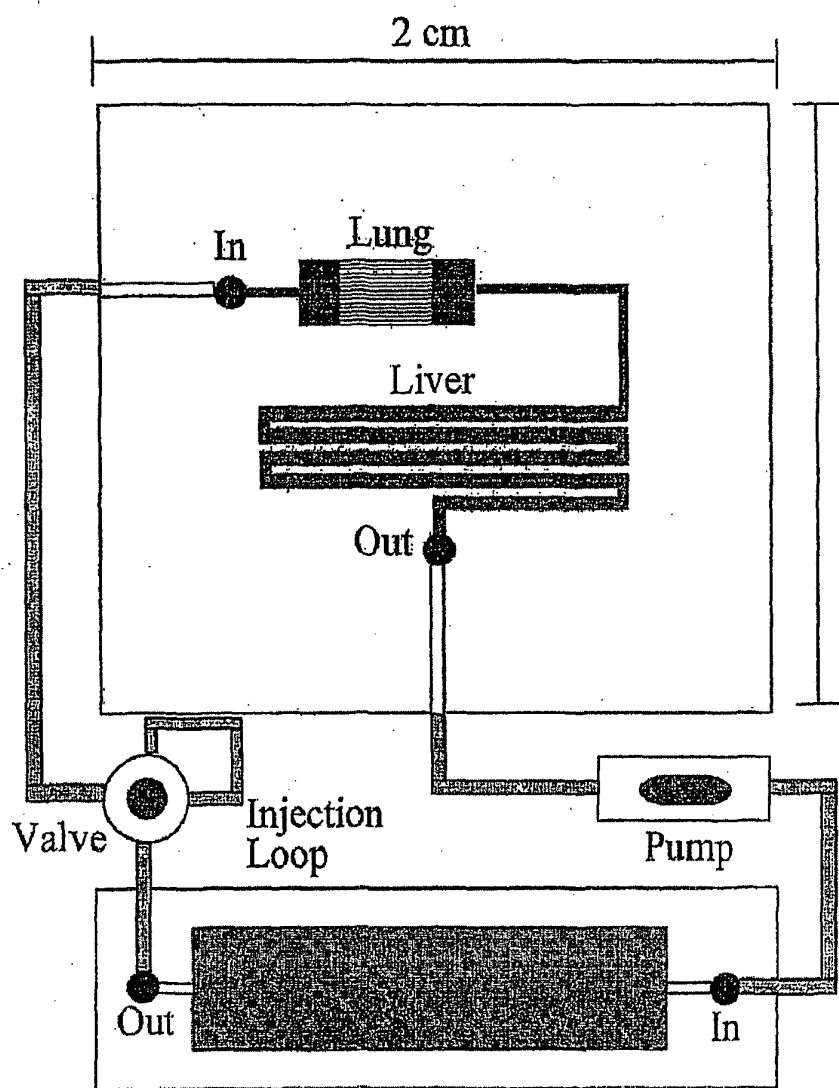 2 cm
In
Lung
Liver
Out
Valve
Injection
Loop
Pump
Out
In